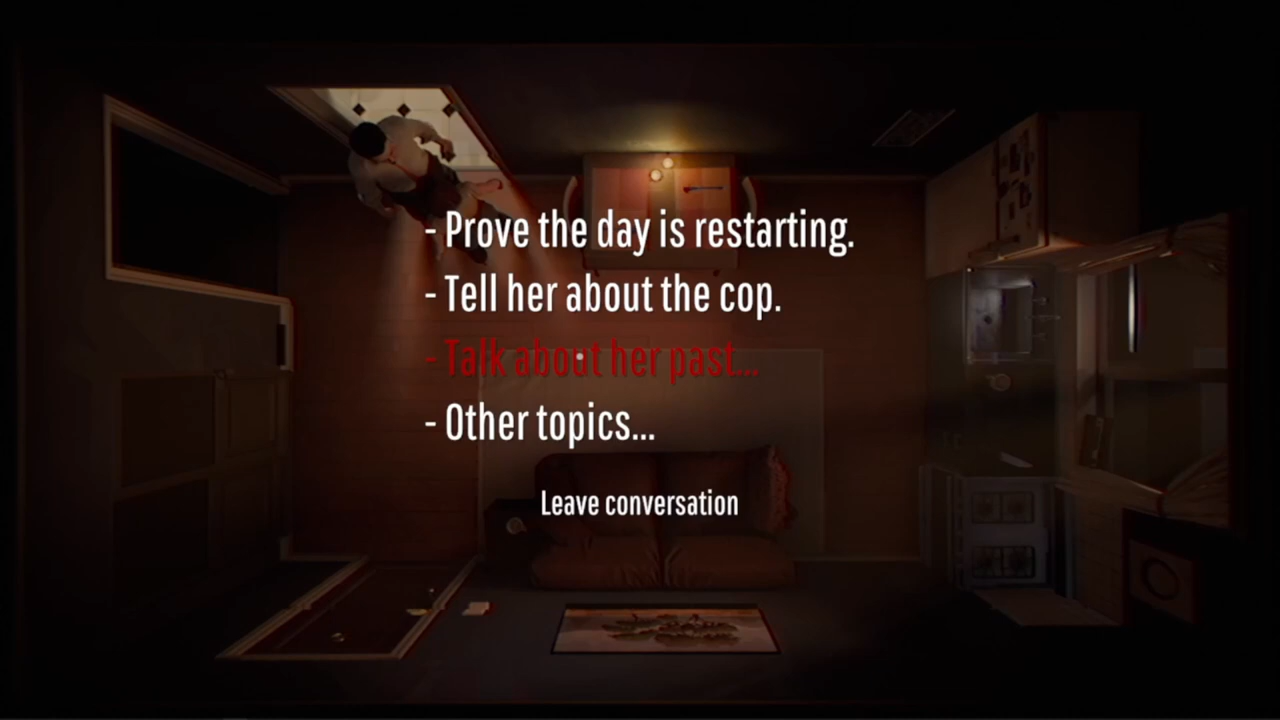 - Prove the day is restarting.
- Tell her about the cop.
- Talk about her past...
- Other topics...
Leave conversation